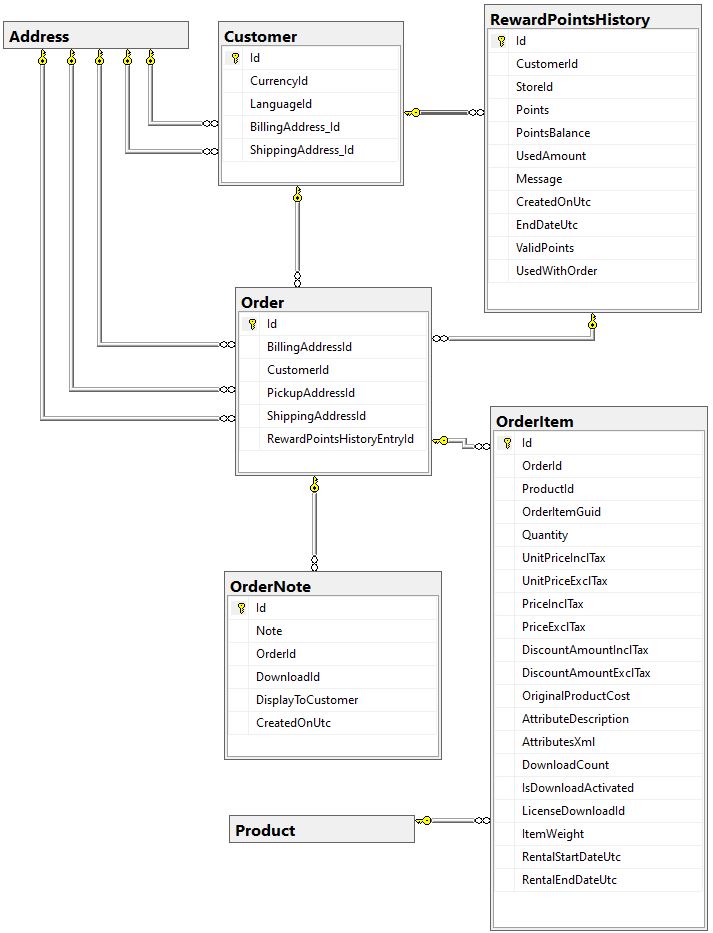 Address
Customer
Id
CurrencyId
LanguageId
BillingAddress_Id
ShippingAddress_Id
RewardPointsHistory
Id
CustomerId
StoreId
Points
PointsBalance
UsedAmount
Message
CreatedOnUtc
EndDateUtc
ValidPoints
UsedWithOrder
Order
Id
BillingAddressId
CustomerId
PickupAddressId
ShippingAddressId
RewardPointsHistoryEntryId
OrderItem
Id
OrderId
ProductId
OrderItemGuid
Quantity
UnitPriceInclTax
UnitPriceExclTax
PriceInclTax
PriceExclTax
DiscountAmountInclTax
DiscountAmountExclTax
OriginalProductCost
AttributeDescription
AttributesXml
DownloadCount
IsDownloadActivated
LicenseDownloadId
ItemWeight
RentalStartDateUtc
RentalEndDateUtc
OrderNote
Id
Note
OrderId
DownloadId
DisplayToCustomer
CreatedOnUtc
Product